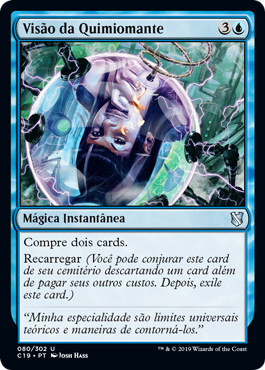 Visão da Quimiomante 3
Mágica Instantânea
Compre dois cards.
Recarregar (Você pode conjurar este card
de seu cemitério descartando um card além
de pagar seus outros custos. Depois, exile
este card.)
“Minha especialidade são limites universais
teóricos e maneiras de contorná-los.”
080/302 U
C19 • PT Josh Hass
™ & © 2019 Wizards of the Coast